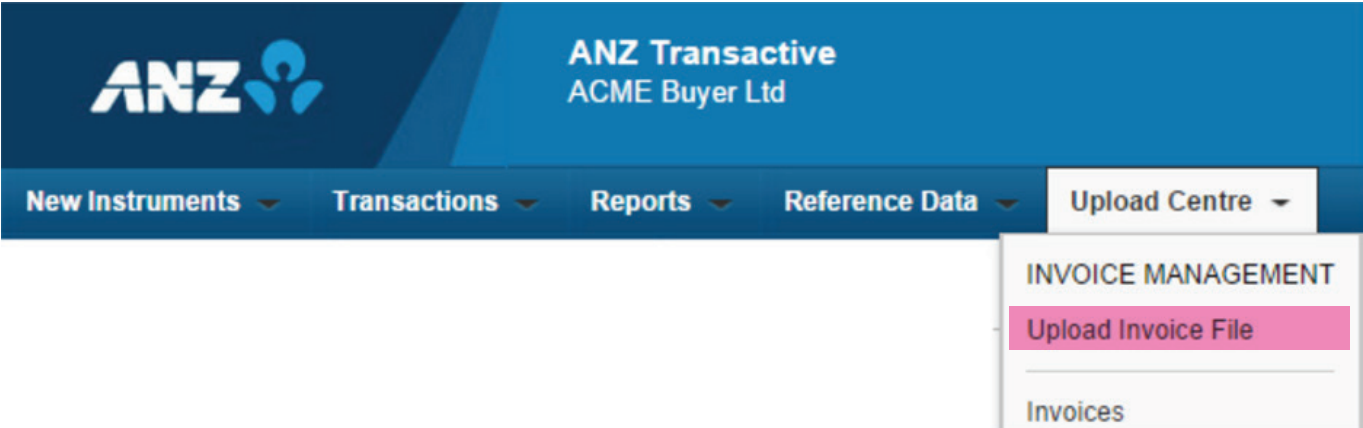 ANZ
ANZ Transactive
ACME Buyer Ltd
New Instruments Transactions Reports Reference Data Upload Centre
INVOICE MANAGEMENT
Upload Invoice File
Invoices